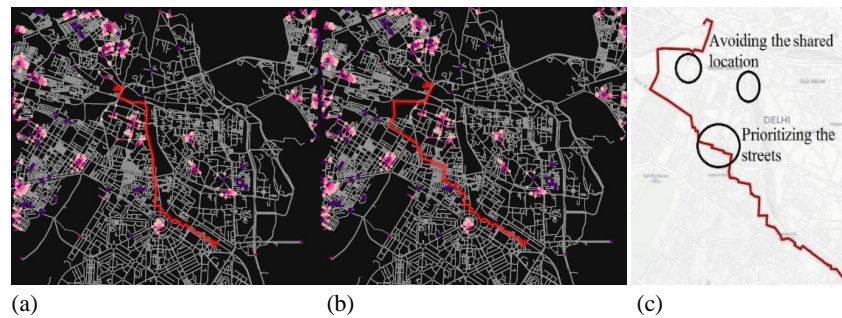 Avoiding the shared
location
OLD DELHI
DELHI
Prioritizing the
streets
(a)
(b)
(c)